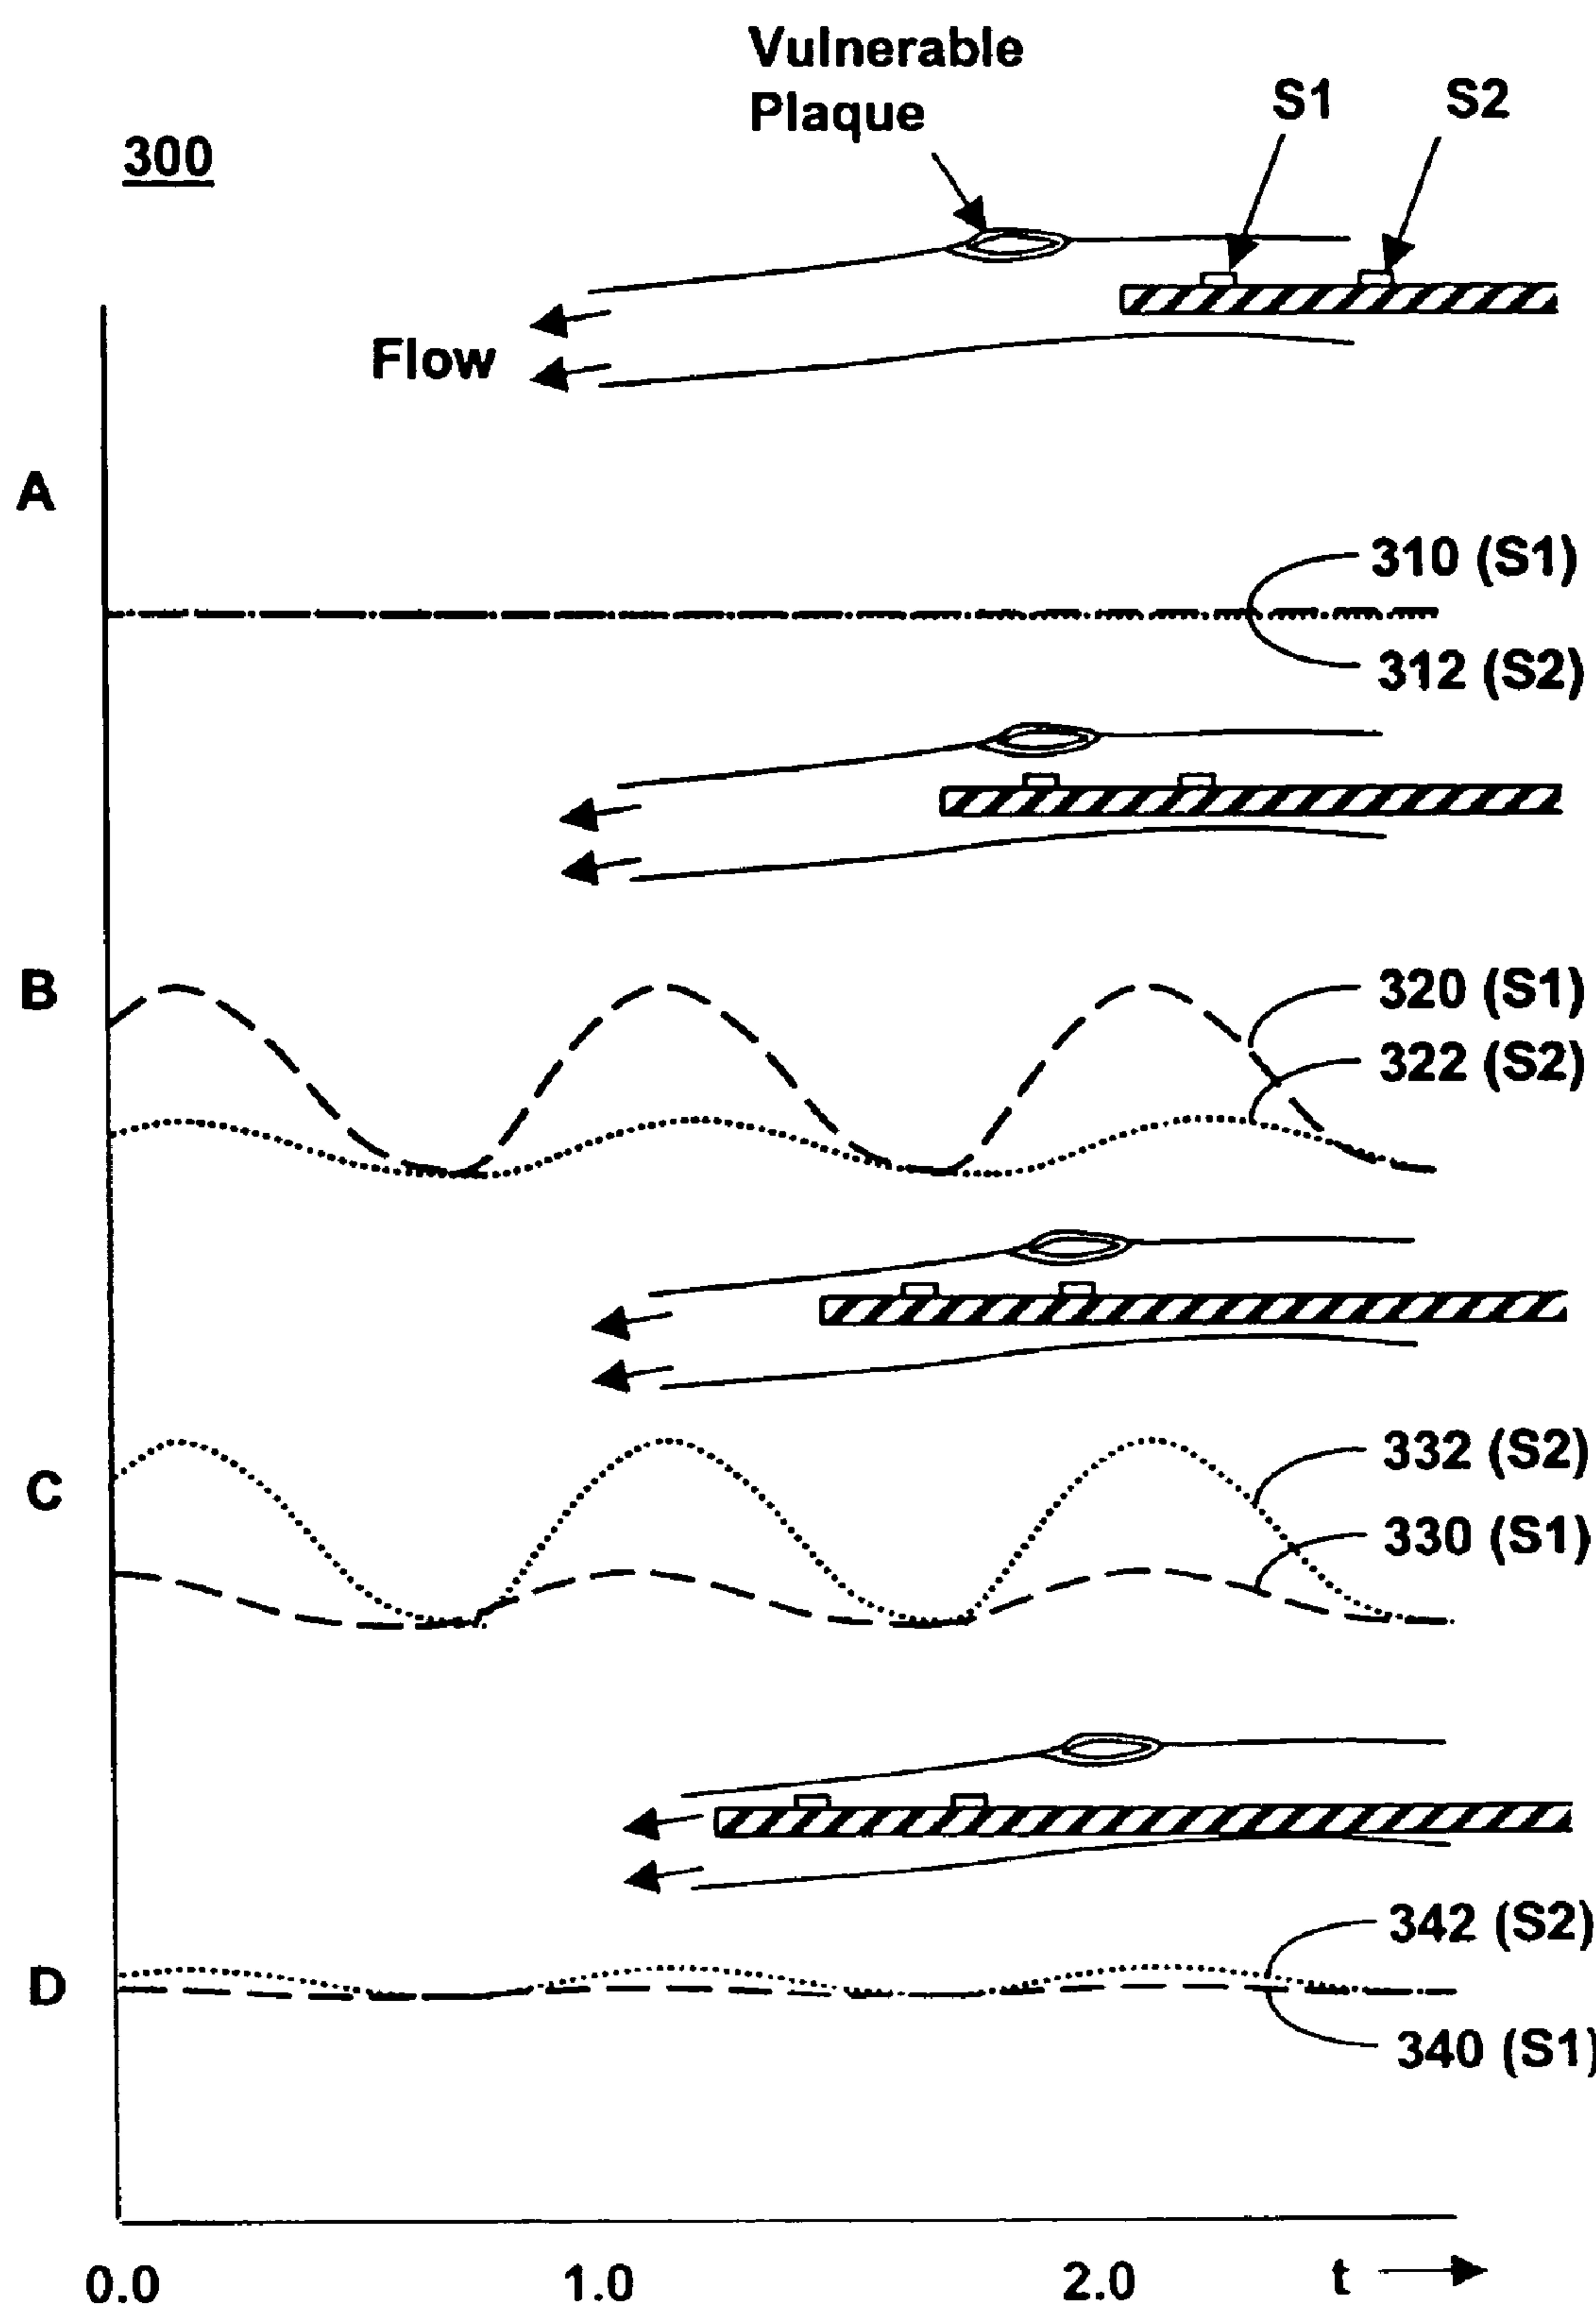 Vulnerable
Plaque
S1
S2
300
Flow
A
310 (S1)
312 (S2)
B
320 (S1)
322 (S2)
C
332 (S2)
330 (S1)
D
342 (S2)
340 (S1)
0.0
1.0
2.0
t